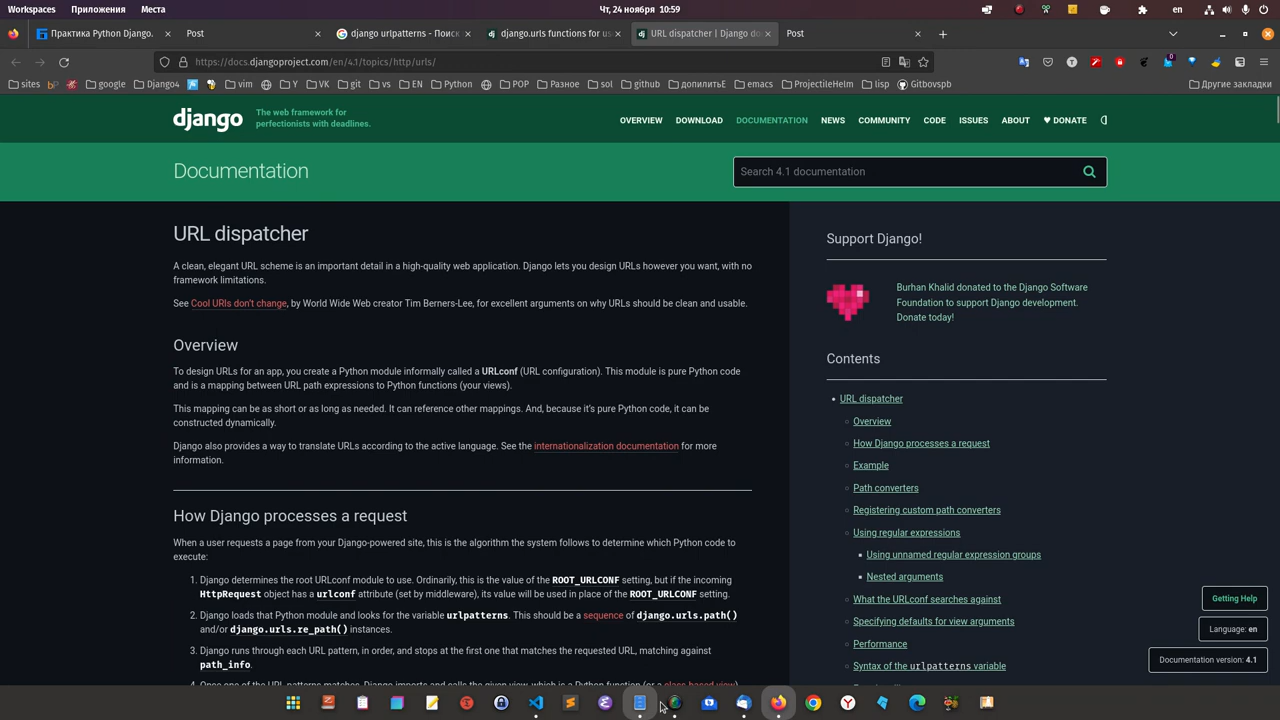 Workspaces Приложения Места Чт, 24 ноября 10:59 en
Практика Python Django. Post django urlpatterns - Поиск django.urls functions for us URL dispatcher | Django do Post
https://docs.djangoproject.com/en/4.1/topics/http/urls/
sites google Django4 vim Y VK git vs EN Python POP Разное sol github допилитьЕ emacs ProjectileHelm lisp Gitbovspb Другие закладки
django The web framework for
perfectionists with deadlines.
OVERVIEW DOWNLOAD DOCUMENTATION NEWS COMMUNITY CODE ISSUES ABOUT ♥ DONATE
Documentation Search 4.1 documentation
URL dispatcher
A clean, elegant URL scheme is an important detail in a high-quality web application. Django lets you design URLs however you want, with no
framework limitations.
See Cool URIs don't change, by World Wide Web creator Tim Berners-Lee, for excellent arguments on why URLs should be clean and usable.
Overview
To design URLs for an app, you create a Python module informally called a URLconf (URL configuration). This module is pure Python code
and is a mapping between URL path expressions to Python functions (your views).
This mapping can be as short or as long as needed. It can reference other mappings. And, because it's pure Python code, it can be
constructed dynamically.
Django also provides a way to translate URLs according to the active language. See the internationalization documentation for more
information.
How Django processes a request
When a user requests a page from your Django-powered site, this is the algorithm the system follows to determine which Python code to
execute:
1. Django determines the root URLconf module to use. Ordinarily, this is the value of the ROOT_URLCONF setting, but if the incoming
HttpRequest object has a urlconf attribute (set by middleware), its value will be used in place of the ROOT_URLCONF setting.
2. Django loads that Python module and looks for the variable urlpatterns. This should be a sequence of django.urls.path()
and/or django.urls.re_path() instances.
3. Django runs through each URL pattern, in order, and stops at the first one that matches the requested URL, matching against
path_info.
4. Once one of the URL patterns matches, Django imports and calls the given view, which is a Python function (or a class-based view).
Support Django!
Burhan Khalid donated to the Django Software
Foundation to support Django development.
Donate today!
Contents
URL dispatcher
Overview
How Django processes a request
Example
Path converters
Registering custom path converters
Using regular expressions
Using unnamed regular expression groups
Nested arguments
What the URLconf searches against
Specifying defaults for view arguments
Performance
Syntax of the urlpatterns variable
Getting Help
Language: en
Documentation version: 4.1